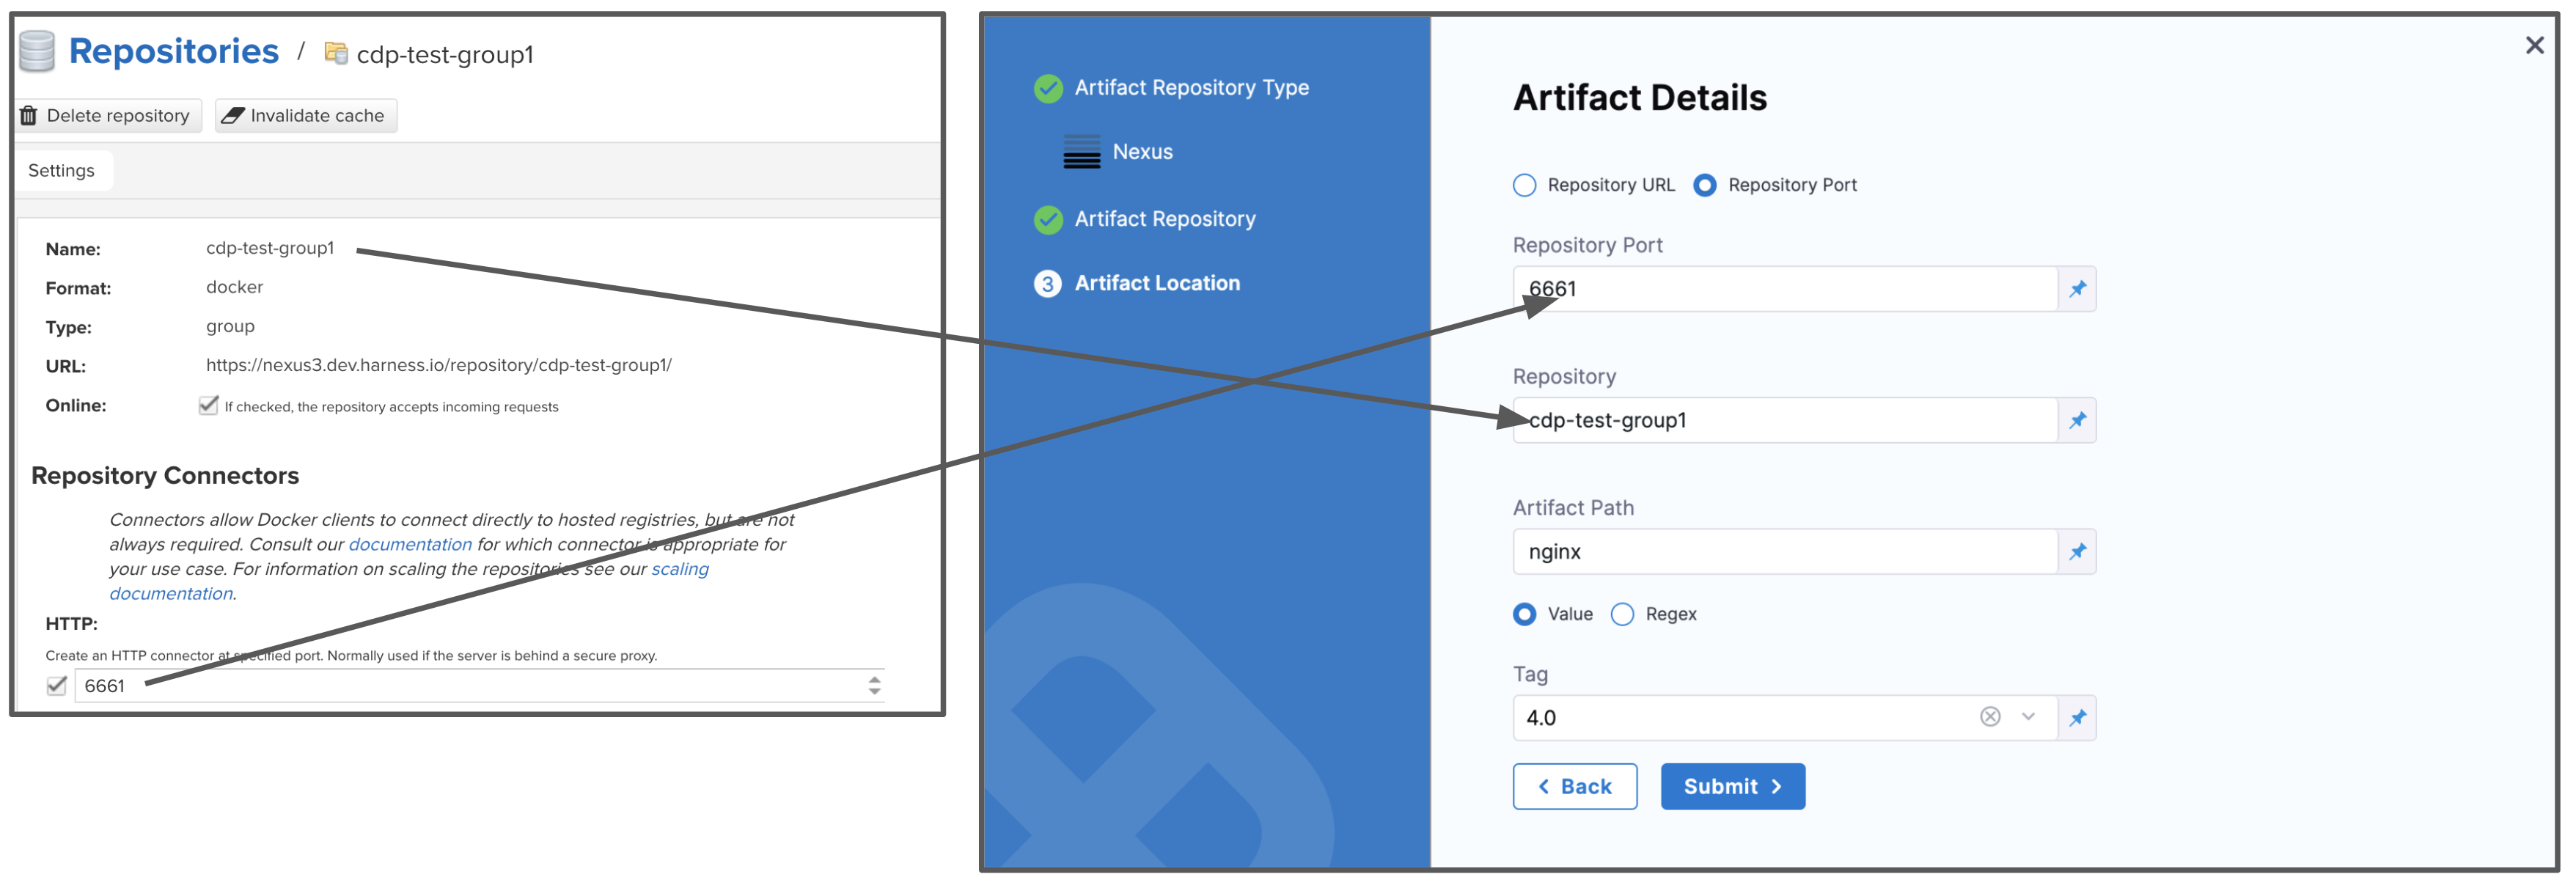 Repositories / cdp-test-group1
Delete repository Invalidate cache
Settings
Name: cdp-test-group1
Format: docker
Type: group
URL: https://nexus3.dev.harness.io/repository/cdp-test-group1/
Online: If checked, the repository accepts incoming requests
Repository Connectors
Connectors allow Docker clients to connect directly to hosted registries, but are not
always required. Consult our documentation for which connector is appropriate for
your use case. For information on scaling the repositories see our scaling
documentation.
HTTP:
Create an HTTP connector at specified port. Normally used if the server is behind a secure proxy.
6661
Artifact Repository Type
Nexus
Artifact Repository
3 Artifact Location
Artifact Details
Repository URL Repository Port
Repository Port
6661
Repository
cdp-test-group1
Artifact Path
nginx
Value Regex
Tag
4.0
Back Submit